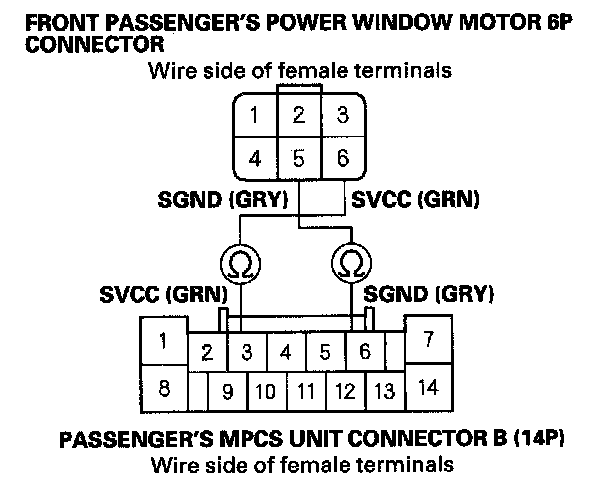 FRONT PASSENGER'S POWER WINDOW MOTOR 6P
CONNECTOR
Wire side of female terminals
1 2 3
4 5 6
SGND (GRY) SVCC (GRN)
Ω Ω
SVCC (GRN) SGND (GRY)
1 2 3 4 5 6 7
8 9 10 11 12 13 14
PASSENGER'S MPCS UNIT CONNECTOR B (14P)
Wire side of female terminals